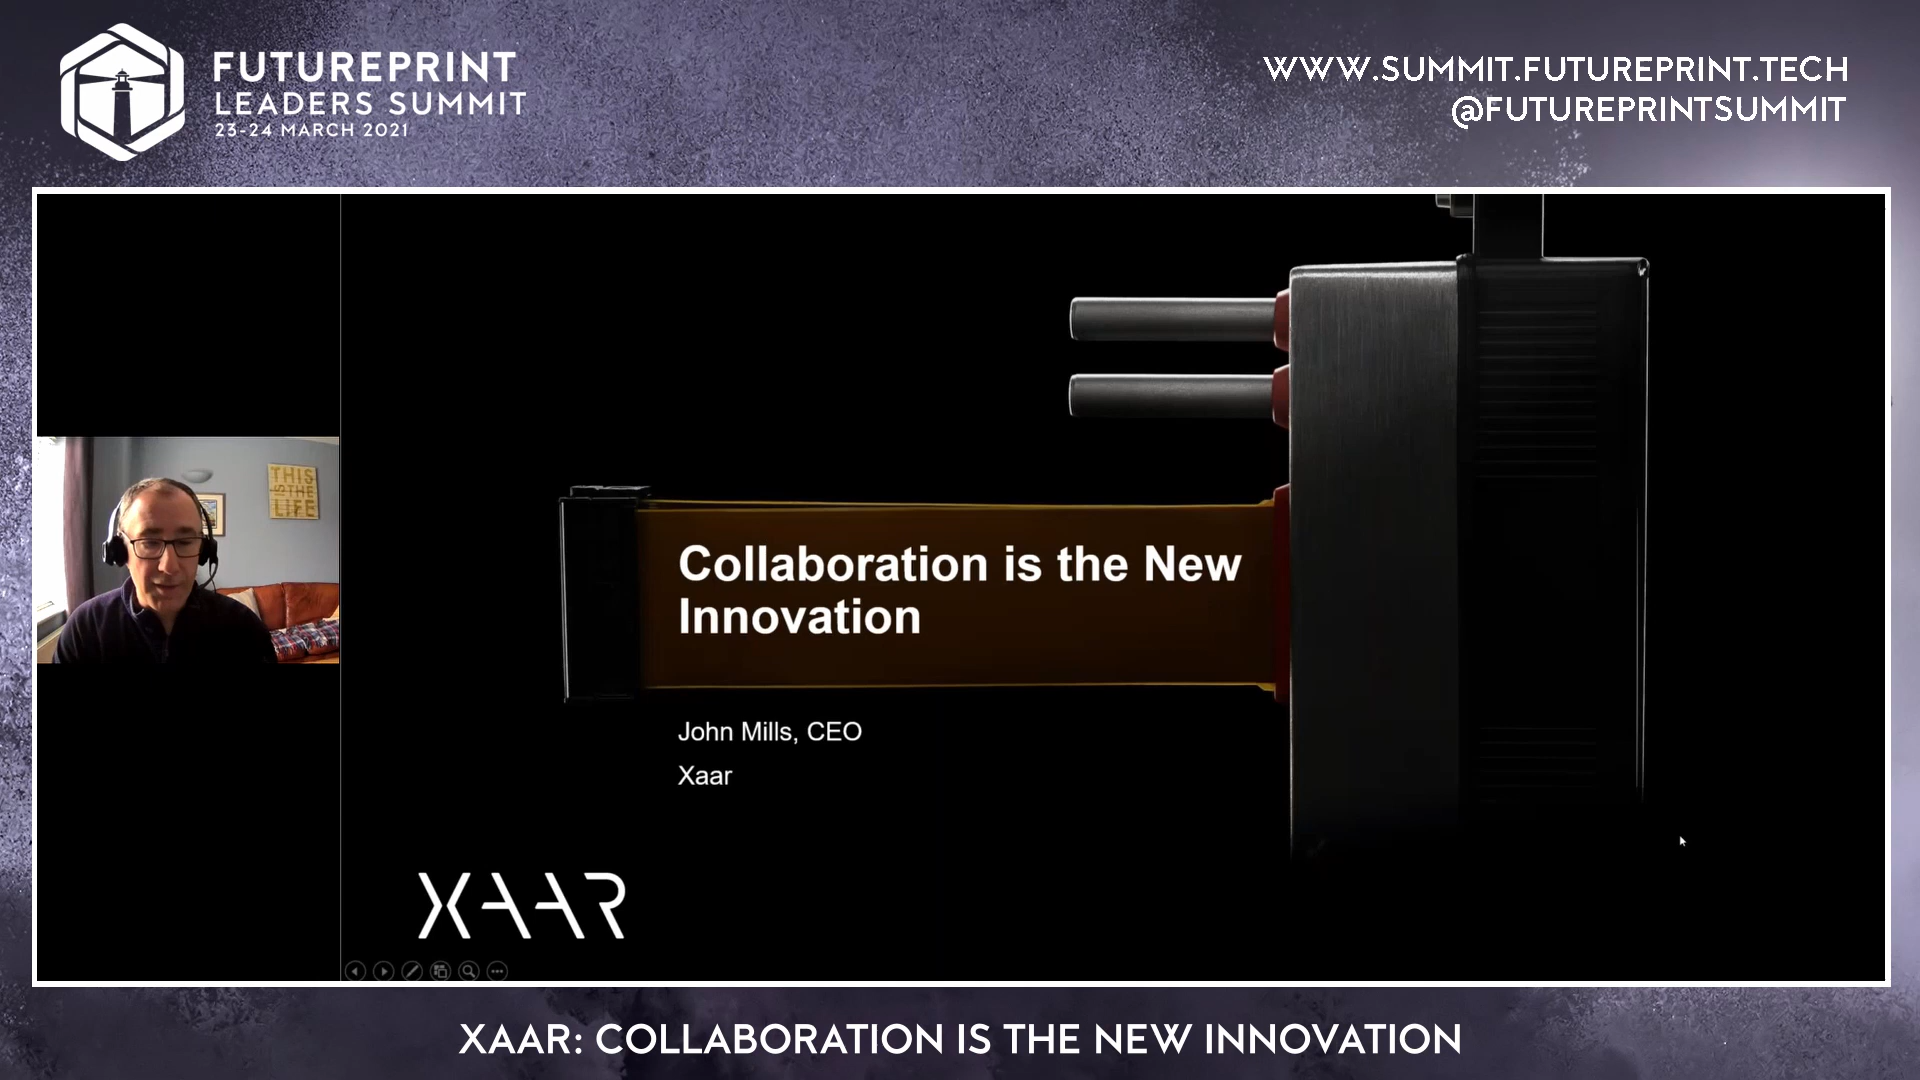 FUTUREPRINT
LEADERS SUMMIT
23-24 MARCH 2021
WWW.SUMMIT.FUTUREPRINT.TECH
@FUTUREPRINTSUMMIT
THIS
IS THE
LIFE
Collaboration is the New
Innovation
John Mills, CEO
Xaar
XAAR
XAAR: COLLABORATION IS THE NEW INNOVATION